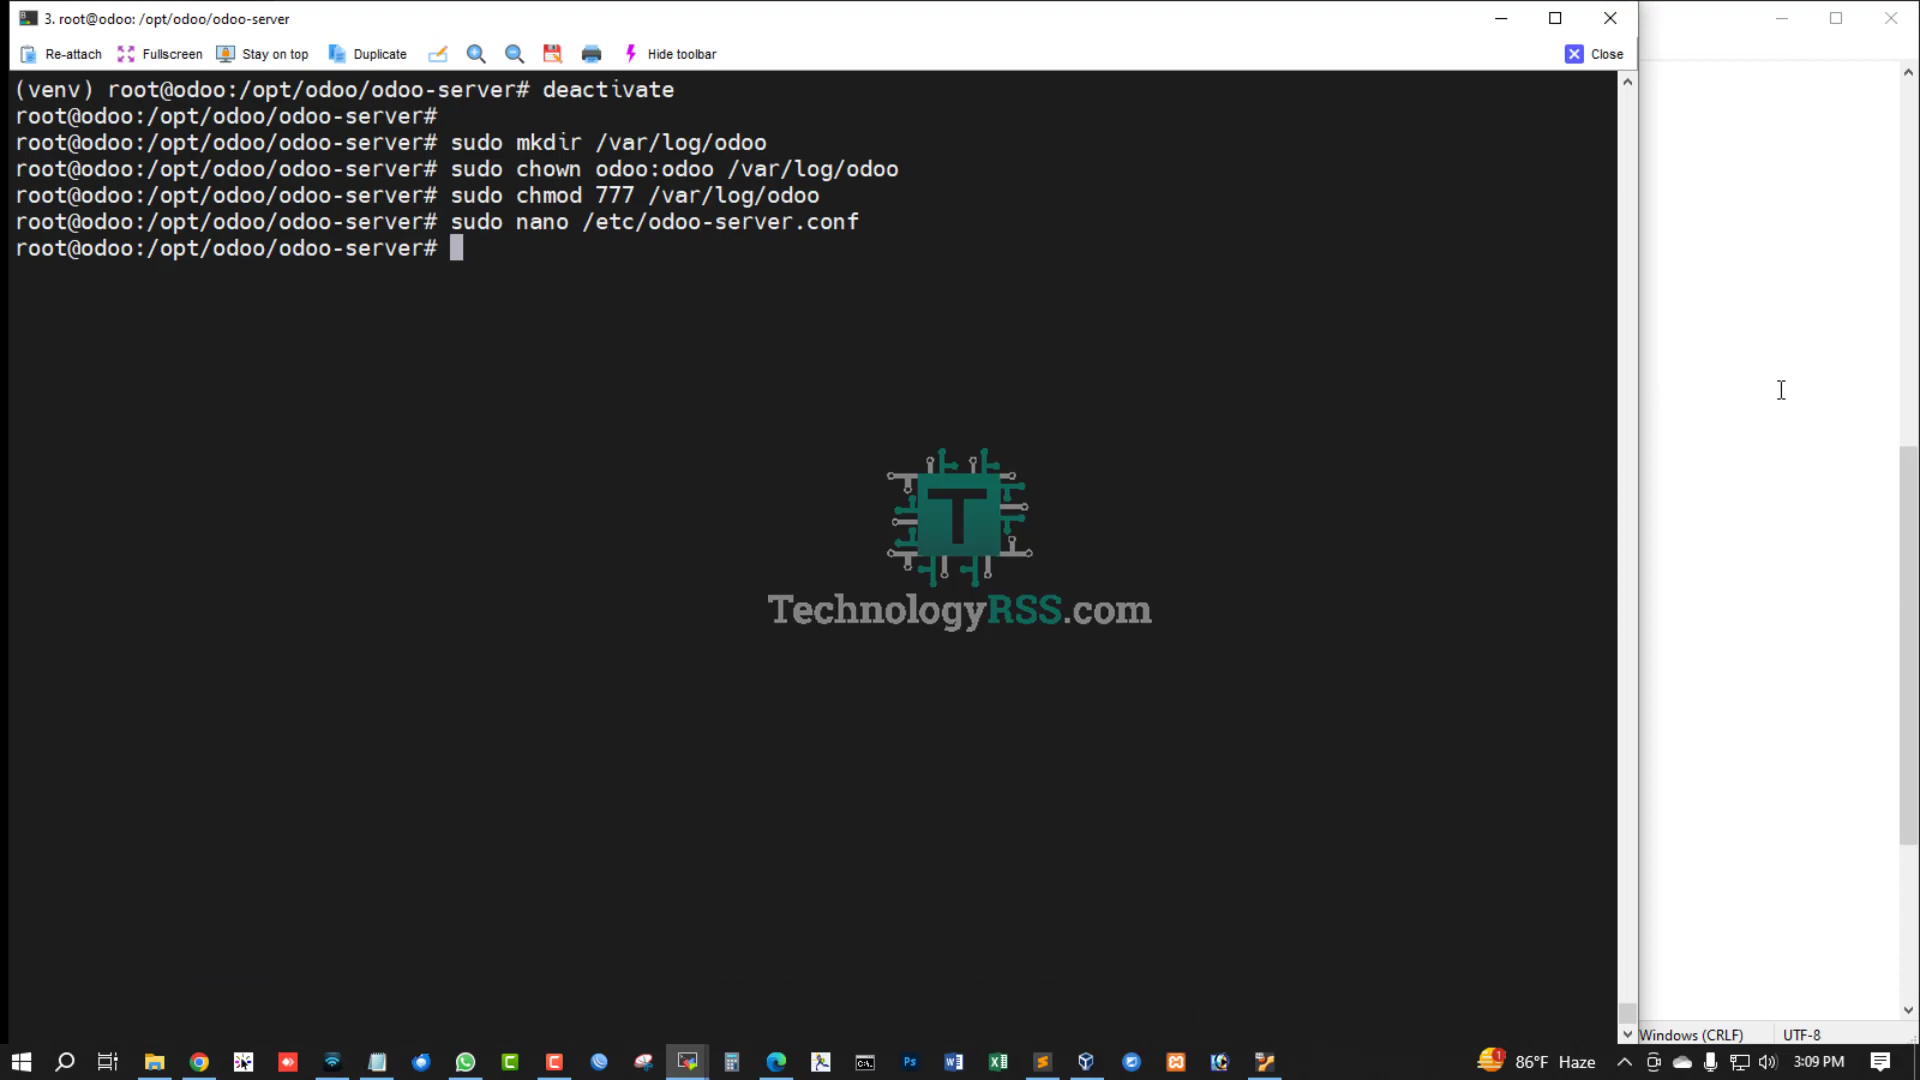 3. root@odoo: /opt/odoo/odoo-server
Re-attach Fullscreen Stay on top Duplicate Hide toolbar Close
(venv) root@odoo:/opt/odoo/odoo-server# deactivate
root@odoo:/opt/odoo/odoo-server#
root@odoo:/opt/odoo/odoo-server# sudo mkdir /var/log/odoo
root@odoo:/opt/odoo/odoo-server# sudo chown odoo:odoo /var/log/odoo
root@odoo:/opt/odoo/odoo-server# sudo chmod 777 /var/log/odoo
root@odoo:/opt/odoo/odoo-server# sudo nano /etc/odoo-server.conf
root@odoo:/opt/odoo/odoo-server#
T
TechnologyRSS.com
Windows (CRLF) UTF-8
86°F Haze 3:09 PM